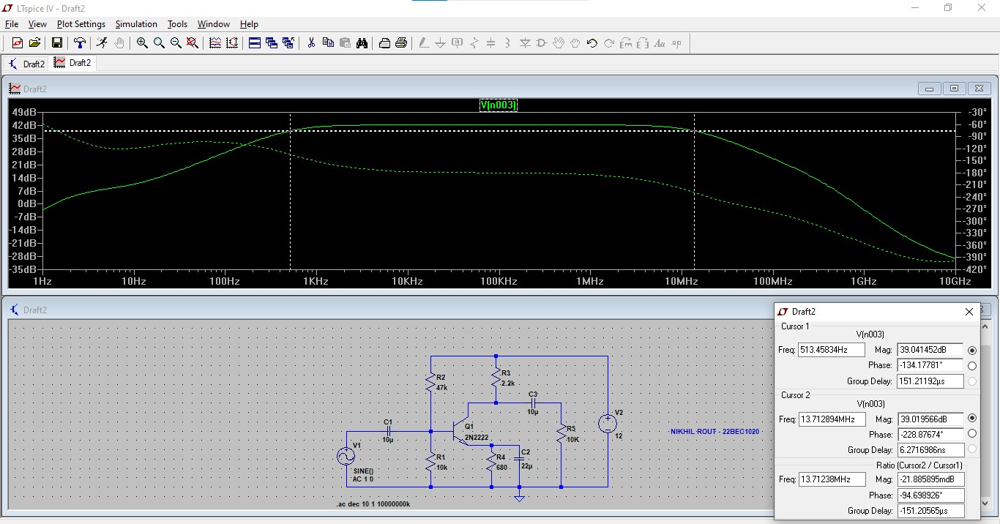 LTspice IV - Draft2
File View Plot Settings Simulation Tools Window Help
Draft2 Draft2
Draft2
V(n003)
49dB -30°
42dB -60°
35dB -90°
28dB -120°
21dB -150°
14dB -180°
7dB -210°
0dB -240°
-7dB -270°
-14dB -300°
-21dB -330°
-28dB -360°
-35dB -390°
-420°
1Hz 10Hz 100Hz 1KHz 10KHz 100KHz 1MHz 10MHz 100MHz 1GHz 10GHz
Draft2
R2
47k
R3
2.2k
C3
10µ
V2
12
C1
10µ
Q1
2N2222
R5
10K
V1
SINE()
AC 1 0
R1
10k
R4
680
C2
22µ
NIKHIL ROUT - 22BEC1020
.ac dec 10 1 10000000k
Draft2
Cursor 1
V(n003)
Freq: 513.45834Hz Mag: 39.041452dB
Phase: -134.17781°
Group Delay: 151.21192µs
Cursor 2
V(n003)
Freq: 13.712894MHz Mag: 39.019566dB
Phase: -228.87674°
Group Delay: 6.2716986ns
Ratio (Cursor2 / Cursor1)
Freq: 13.71238MHz Mag: -21.885895mdB
Phase: -94.698926°
Group Delay: -151.20565µs